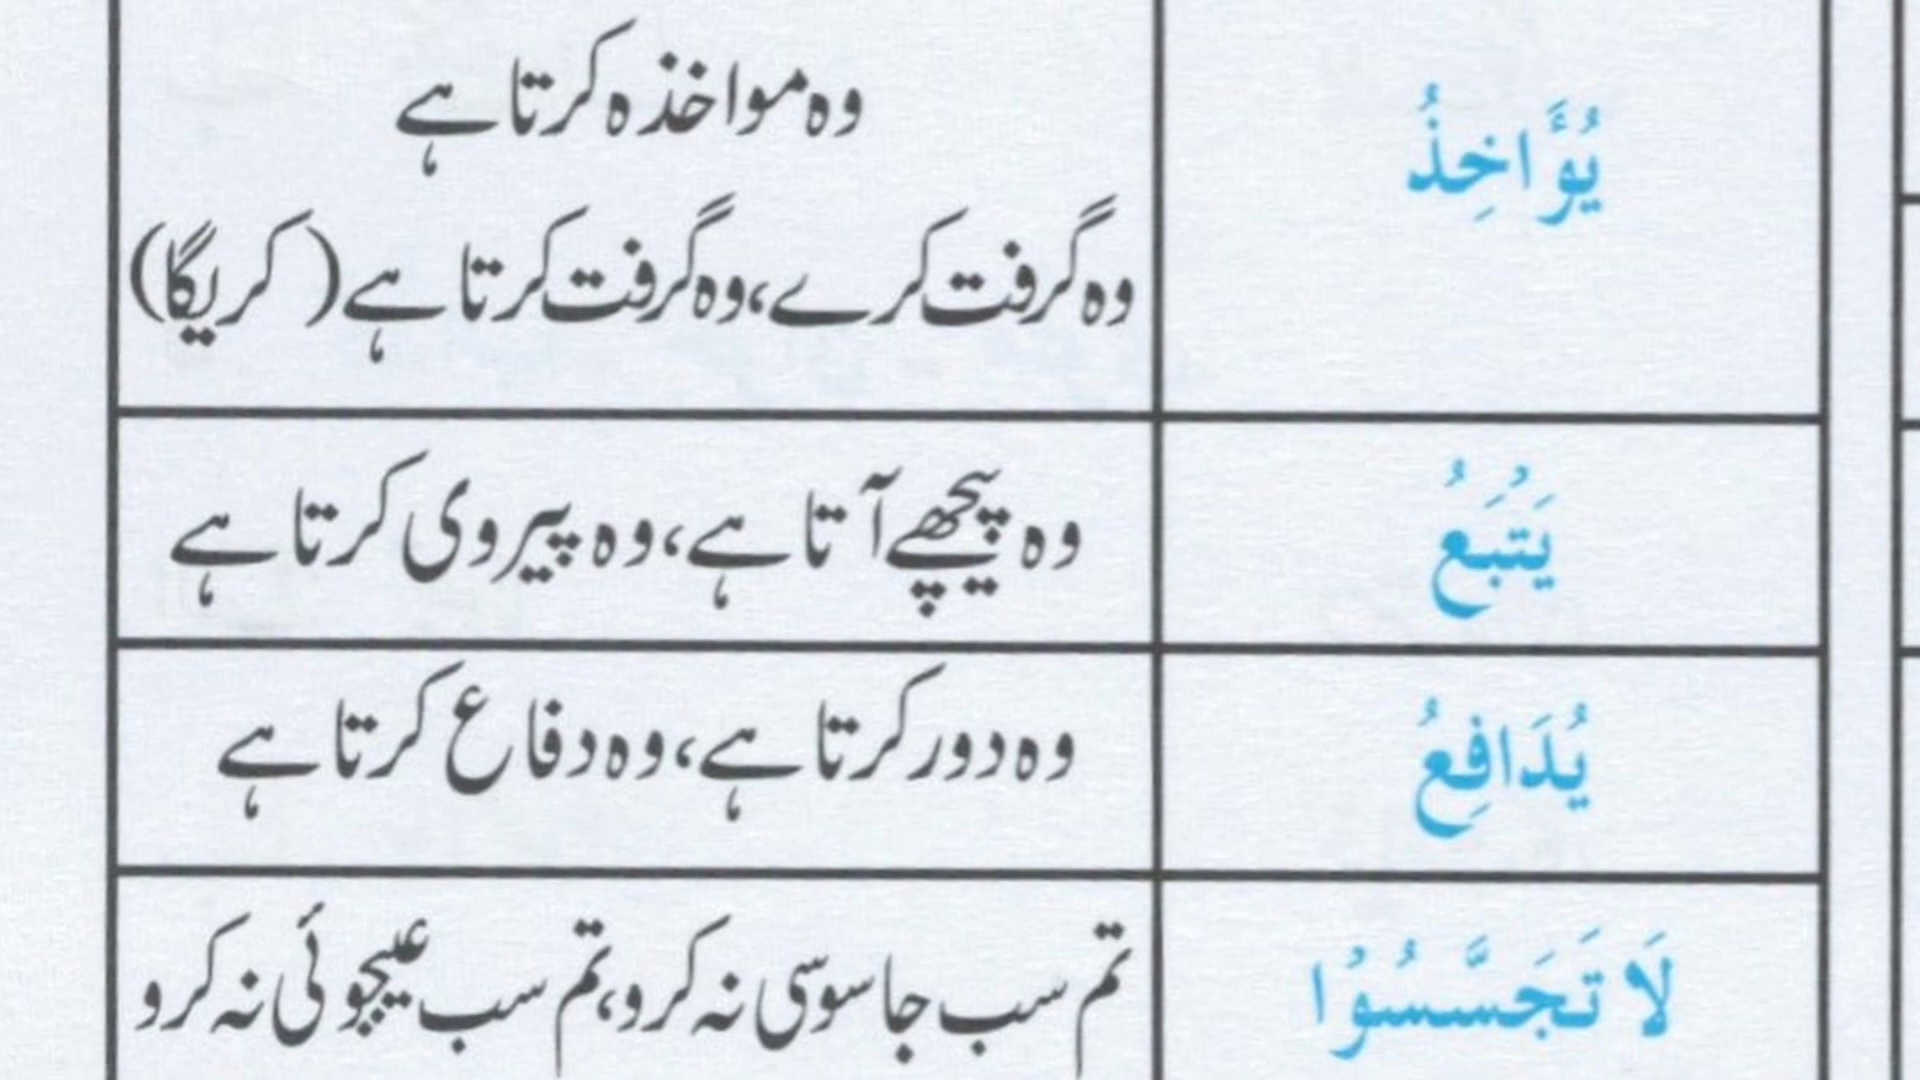 یُؤَاخِذُ
وہ مواخذہ کرتا ہے
وہ گرفت کرے، وہ گرفت کرتا ہے (کریگا)
یَتْبَعُ
وہ پیچھے آتا ہے، وہ پیروی کرتا ہے
یُدَافِعُ
وہ دور کرتا ہے، وہ دفاع کرتا ہے
لَا تَجَسَّسُوْا
تم سب جاسوسی نہ کرو، تم سب عیبجوئی نہ کرو